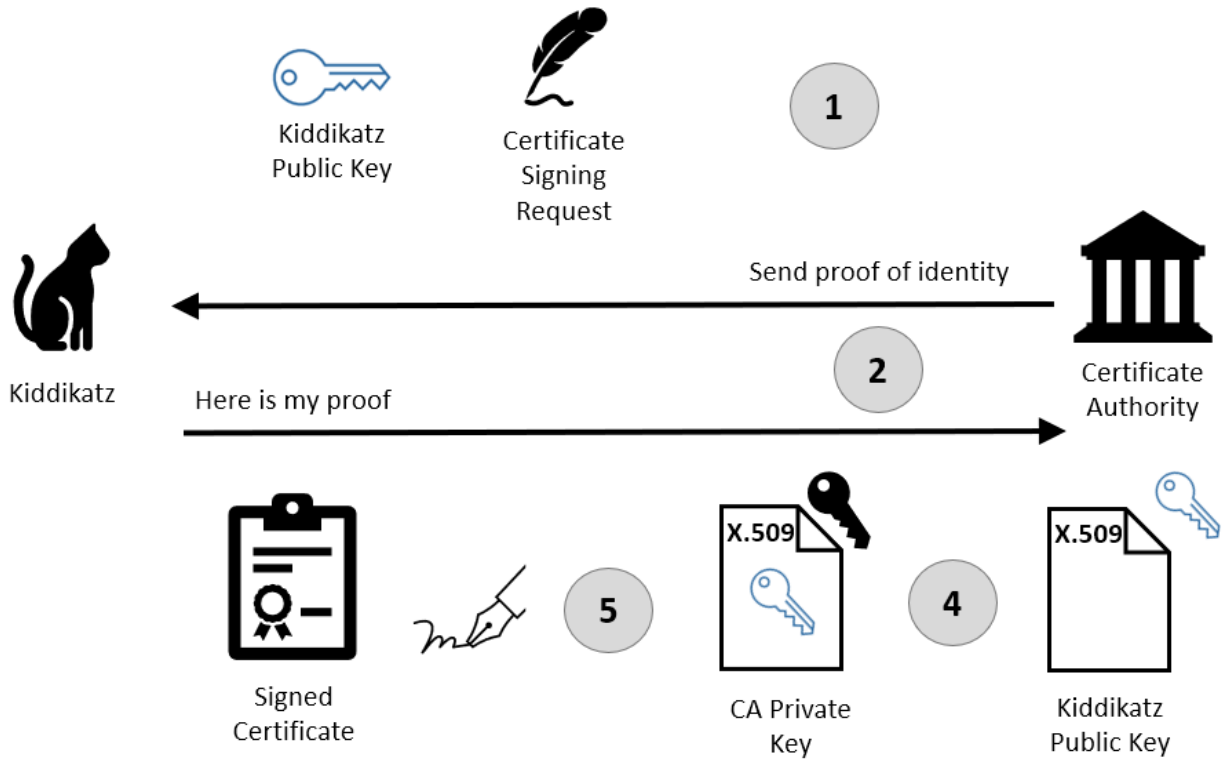 Kiddikatz
Public Key
Certificate
Signing
Request
1
Send proof of identity
Kiddikatz
Certificate
Authority
2
Here is my proof
X.509
X.509
5
4
Signed
Certificate
CA Private
Key
Kiddikatz
Public Key